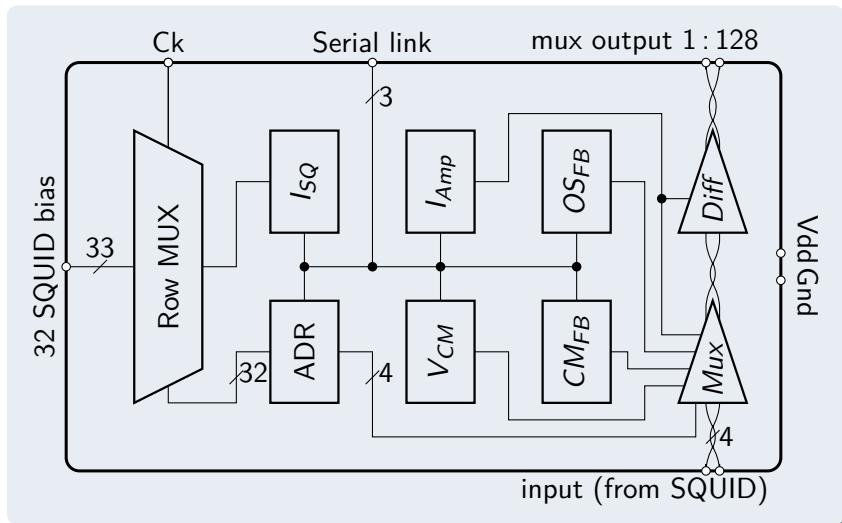 Ck
Serial link
mux output 1 : 128
3
32 SQUID bias
33
Row MUX
I_SQ
I_Amp
OS_FB
Diff
Vdd Gnd
32
ADR
4
V_CM
CM_FB
Mux
4
input (from SQUID)